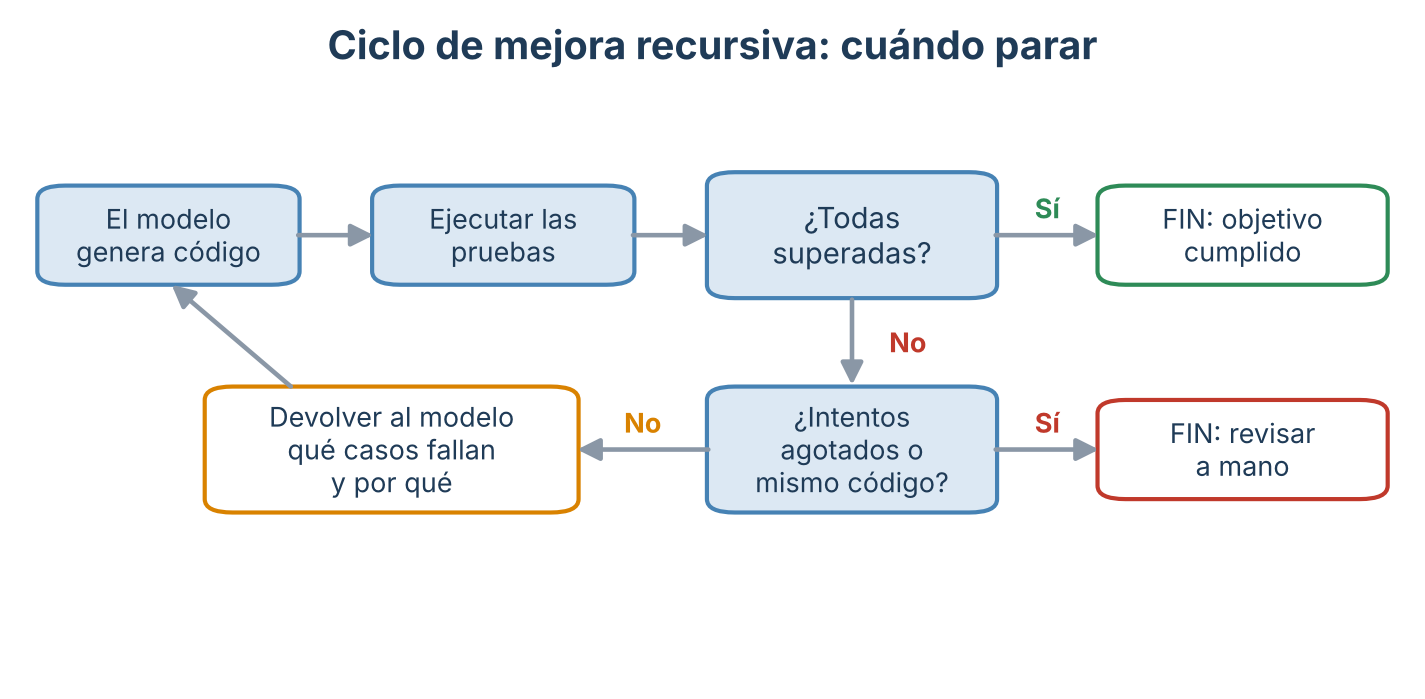 Ciclo de mejora recursiva: cuándo parar
El modelo
genera código
Ejecutar las
pruebas
¿Todas
superadas?
Sí
FIN: objetivo
cumplido
No
Devolver al modelo
qué casos fallan
y por qué
No
¿Intentos
agotados o
mismo código?
Sí
FIN: revisar
a mano